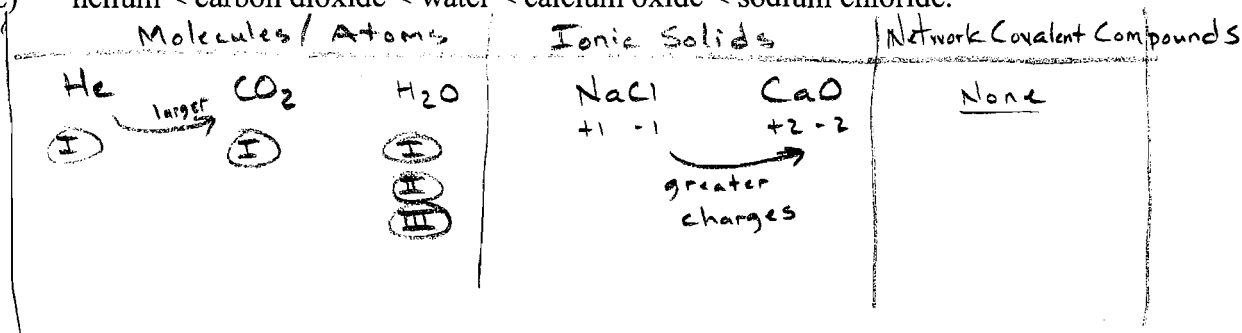 helium < carbon dioxide < water < calcium oxide < sodium chloride.
Molecules/Atoms Ionic Solids Network Covalent Compounds
He larger CO₂ H₂O NaCl CaO None
+1 -1 +2 -2
I I I
II greater
III charges